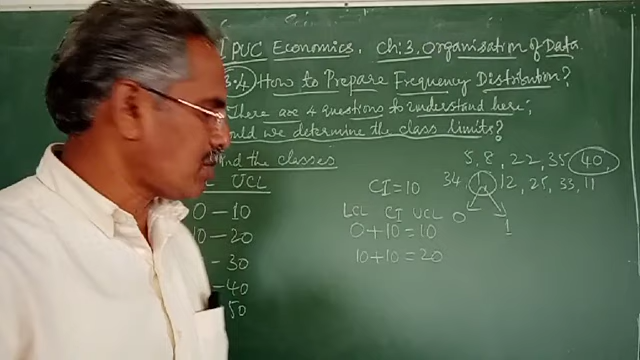 I PUC Economics. Ch: 3. Organisation of Data
3.4) How to Prepare Frequency Distribution?
There are 4 questions to understand here;
ould we determine the class limits?
nd the classes
UCL
0 - 10
10 - 20
- 30
- 40
50
CI = 10
LCL CI UCL
0 + 10 = 10
10 + 10 = 20
5, 8, 22, 35 40,
34 1, 12, 25, 33, 11
0 1